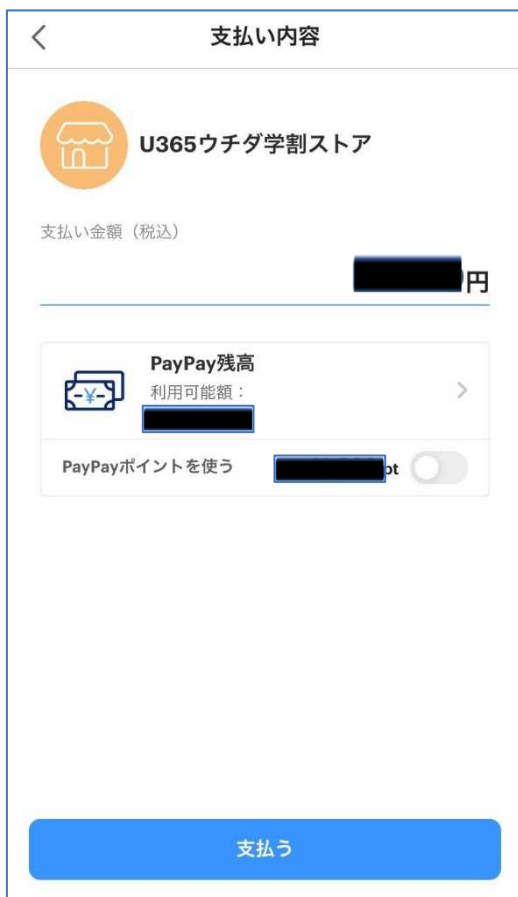 支払い内容
U365ウチダ学割ストア
支払い金額（税込）
円
PayPay残高
利用可能額：
PayPayポイントを使う pt
支払う